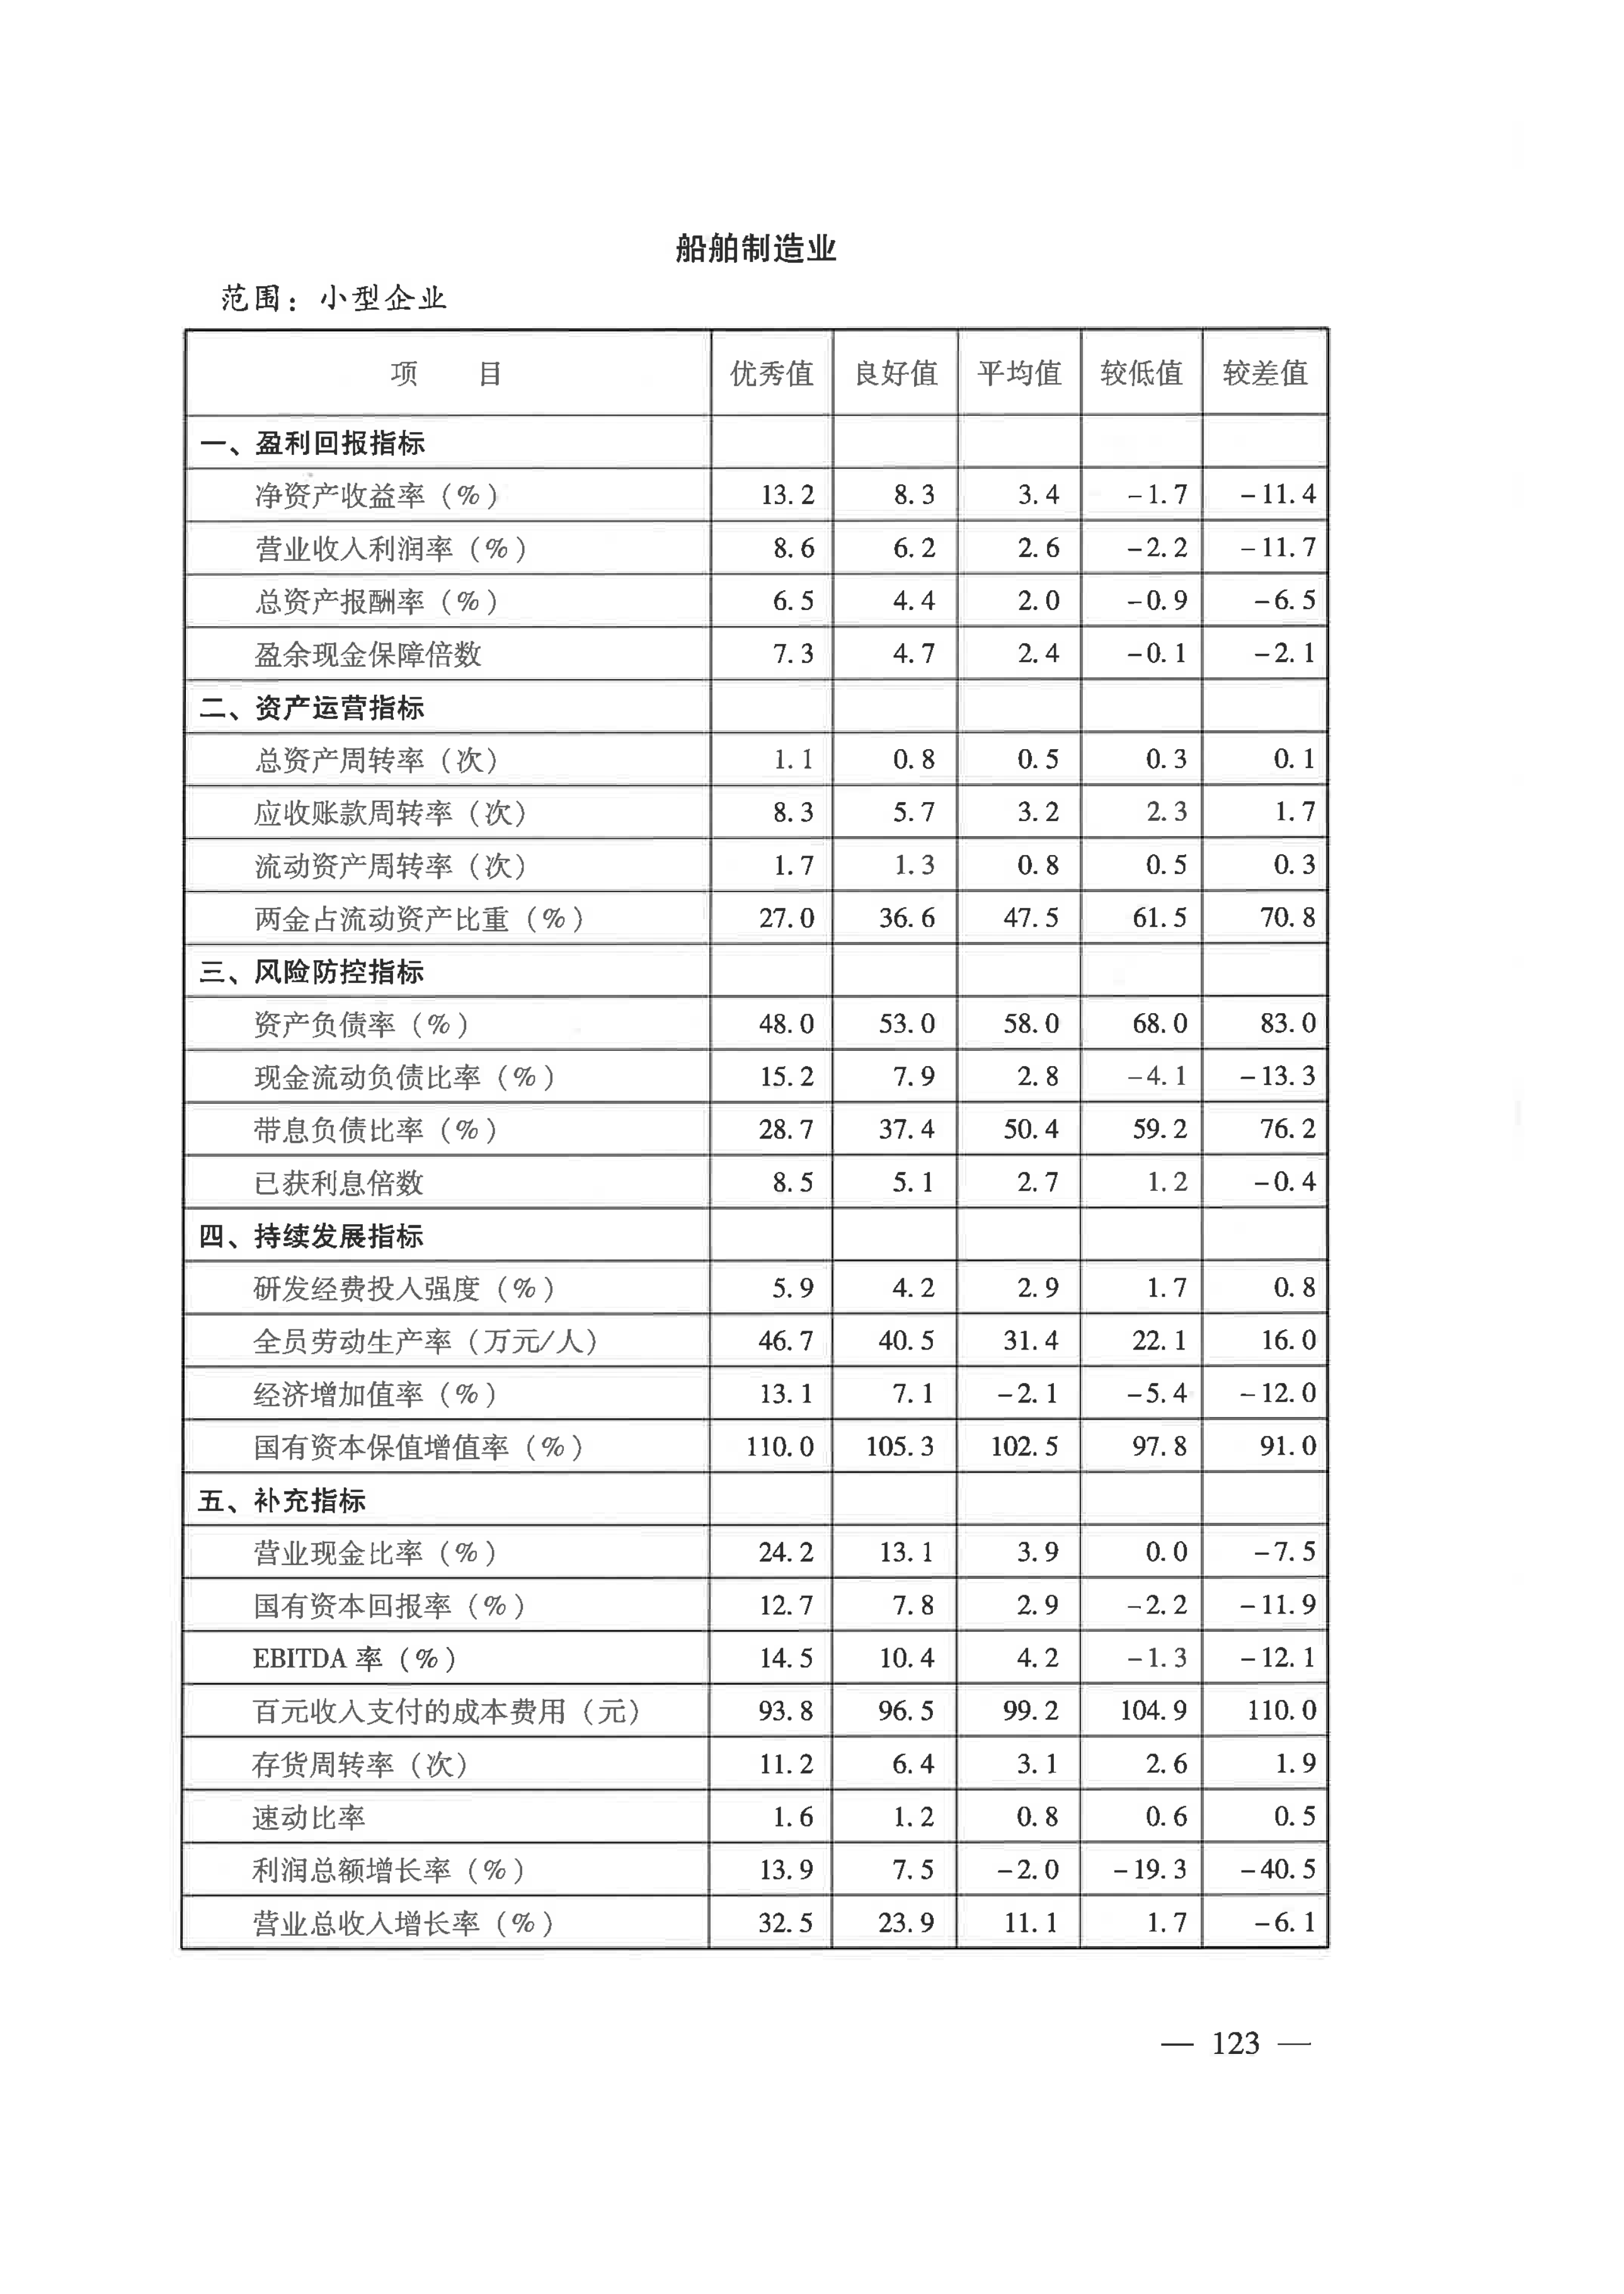 船舶制造业
范围：小型企业
项 目 优秀值 良好值 平均值 较低值 较差值
一、盈利回报指标
净资产收益率（%） 13.2 8.3 3.4 -1.7 -11.4
营业收入利润率（%） 8.6 6.2 2.6 -2.2 -11.7
总资产报酬率（%） 6.5 4.4 2.0 -0.9 -6.5
盈余现金保障倍数 7.3 4.7 2.4 -0.1 -2.1
二、资产运营指标
总资产周转率（次） 1.1 0.8 0.5 0.3 0.1
应收账款周转率（次） 8.3 5.7 3.2 2.3 1.7
流动资产周转率（次） 1.7 1.3 0.8 0.5 0.3
两金占流动资产比重（%） 27.0 36.6 47.5 61.5 70.8
三、风险防控指标
资产负债率（%） 48.0 53.0 58.0 68.0 83.0
现金流动负债比率（%） 15.2 7.9 2.8 -4.1 -13.3
带息负债比率（%） 28.7 37.4 50.4 59.2 76.2
已获利息倍数 8.5 5.1 2.7 1.2 -0.4
四、持续发展指标
研发经费投入强度（%） 5.9 4.2 2.9 1.7 0.8
全员劳动生产率（万元/人） 46.7 40.5 31.4 22.1 16.0
经济增加值率（%） 13.1 7.1 -2.1 -5.4 -12.0
国有资本保值增值率（%） 110.0 105.3 102.5 97.8 91.0
五、补充指标
营业现金比率（%） 24.2 13.1 3.9 0.0 -7.5
国有资本回报率（%） 12.7 7.8 2.9 -2.2 -11.9
EBITDA 率（%） 14.5 10.4 4.2 -1.3 -12.1
百元收入支付的成本费用（元） 93.8 96.5 99.2 104.9 110.0
存货周转率（次） 11.2 6.4 3.1 2.6 1.9
速动比率 1.6 1.2 0.8 0.6 0.5
利润总额增长率（%） 13.9 7.5 -2.0 -19.3 -40.5
营业总收入增长率（%） 32.5 23.9 11.1 1.7 -6.1
— 123 —